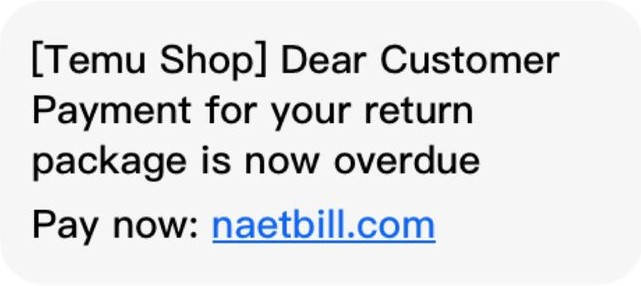 [Temu Shop] Dear Customer
Payment for your return
package is now overdue
Pay now: naetbill.com